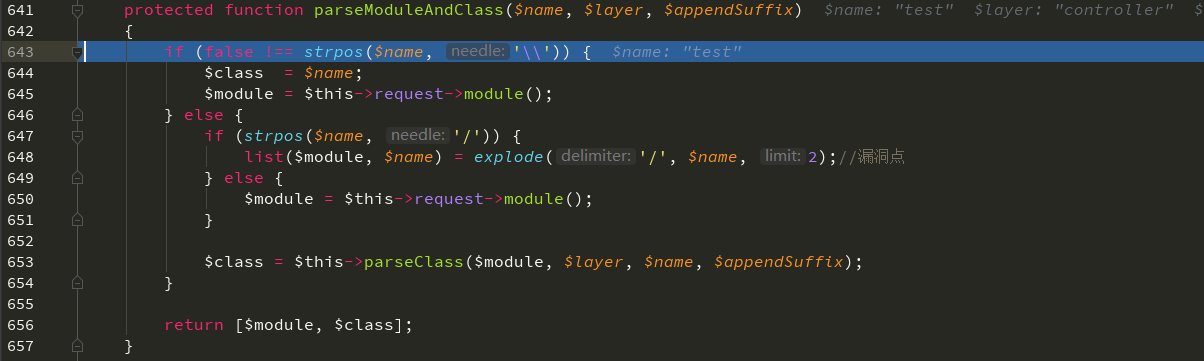 641 protected function parseModuleAndClass($name, $layer, $appendSuffix) $name: "test" $layer: "controller" $
642 {
643 if (false !== strpos($name, needle: '\\')) { $name: "test"
644 $class  = $name;
645 $module = $this->request->module();
646 } else {
647 if (strpos($name, needle: '/')) {
648 list($module, $name) = explode(delimiter: '/', $name, limit: 2);//漏洞点
649 } else {
650 $module = $this->request->module();
651 }
652
653 $class = $this->parseClass($module, $layer, $name, $appendSuffix);
654 }
655
656 return [$module, $class];
657 }